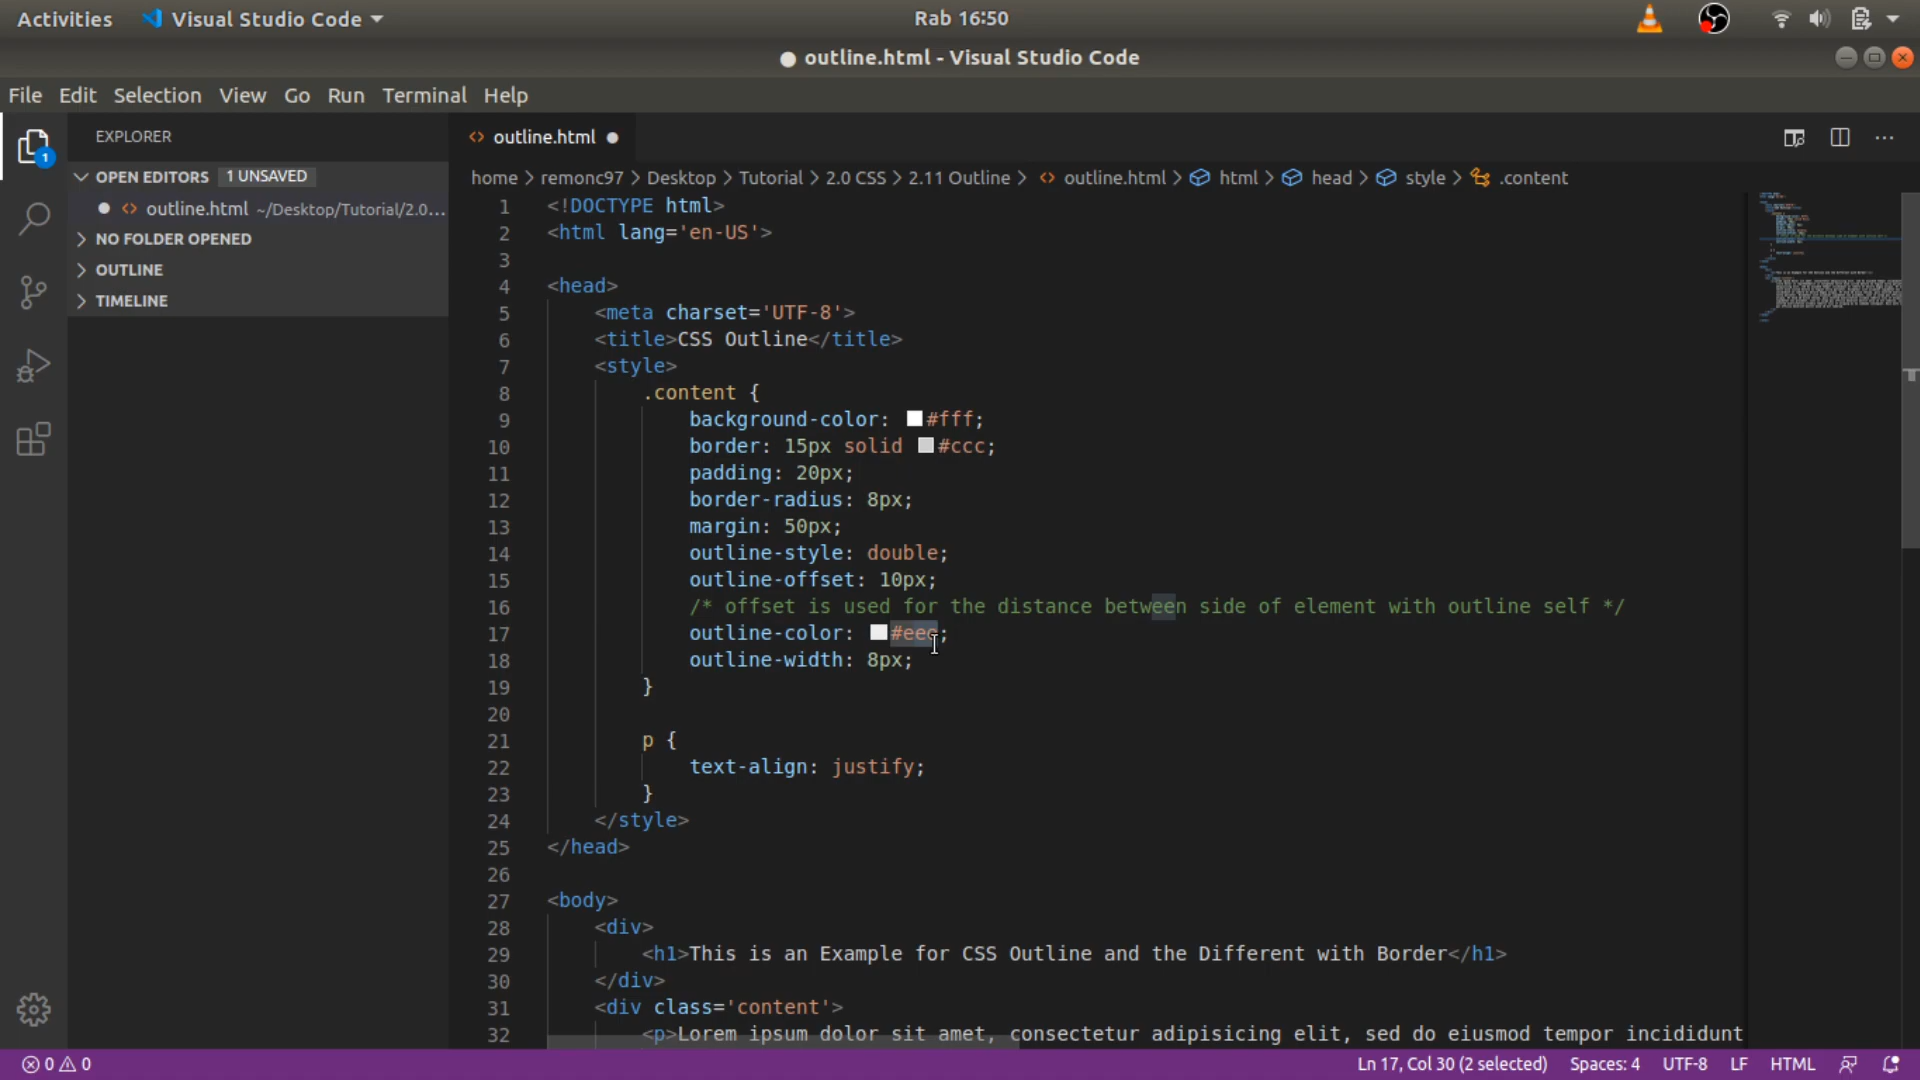 Activities Visual Studio Code Rab 16:50
outline.html - Visual Studio Code
File Edit Selection View Go Run Terminal Help
EXPLORER
OPEN EDITORS 1 UNSAVED
outline.html ~/Desktop/Tutorial/2.0...
NO FOLDER OPENED
OUTLINE
TIMELINE
1
outline.html
home > remonc97 > Desktop > Tutorial > 2.0 CSS > 2.11 Outline > outline.html > html > head > style > .content
1 <!DOCTYPE html>
2 <html lang='en-US'>
3
4 <head>
5 <meta charset='UTF-8'>
6 <title>CSS Outline</title>
7 <style>
8 .content {
9 background-color: #fff;
10 border: 15px solid #ccc;
11 padding: 20px;
12 border-radius: 8px;
13 margin: 50px;
14 outline-style: double;
15 outline-offset: 10px;
16 /* offset is used for the distance between side of element with outline self */
17 outline-color: #eee;
18 outline-width: 8px;
19 }
20
21 p {
22 text-align: justify;
23 }
24 </style>
25 </head>
26
27 <body>
28 <div>
29 <h1>This is an Example for CSS Outline and the Different with Border</h1>
30 </div>
31 <div class='content'>
32 <p>Lorem ipsum dolor sit amet, consectetur adipisicing elit, sed do eiusmod tempor incididunt
0 0 Ln 17, Col 30 (2 selected) Spaces: 4 UTF-8 LF HTML